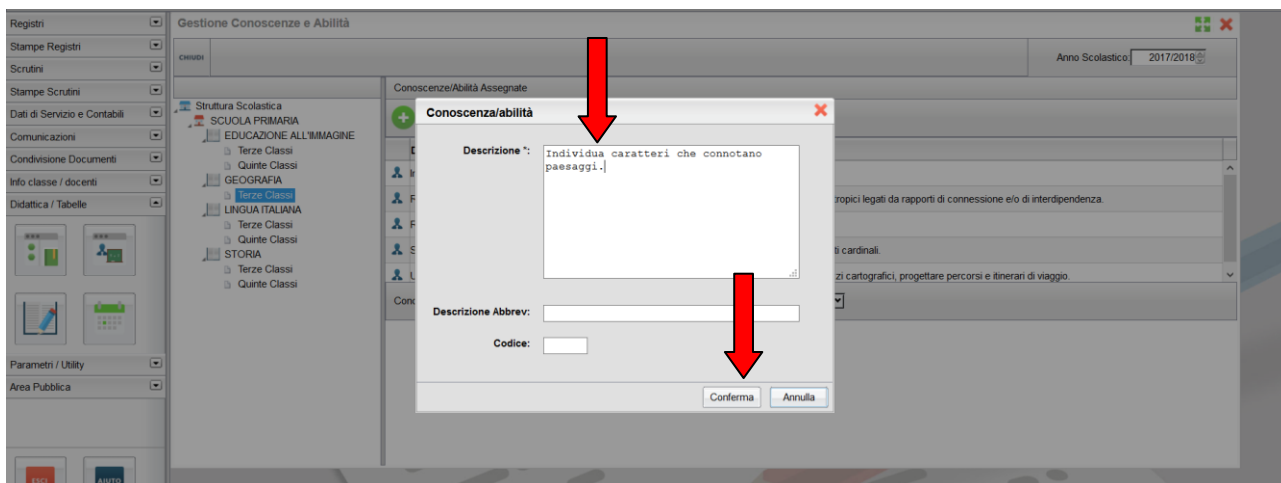 Registri
Stampe Registri
Scrutini
Stampe Scrutini
Dati di Servizio e Contabili
Comunicazioni
Condivisione Documenti
Info classe / docenti
Didattica / Tabelle
Parametri / Utility
Area Pubblica
ESCI
AIUTO
Gestione Conoscenze e Abilità
CHIUDI
Anno Scolastico:
2017/2018
Struttura Scolastica
SCUOLA PRIMARIA
EDUCAZIONE ALL'IMMAGINE
Terze Classi
Quinte Classi
GEOGRAFIA
Terze Classi
LINGUA ITALIANA
Terze Classi
Quinte Classi
STORIA
Terze Classi
Quinte Classi
Conoscenze/Abilità Assegnate
tropici legati da rapporti di connessione e/o di interdipendenza.
ti cardinali.
zi cartografici, progettare percorsi e itinerari di viaggio.
Conoscenza/abilità
Descrizione *:
Individua caratteri che connotano
paesaggi.
Descrizione Abbrev:
Codice:
Conferma
Annulla